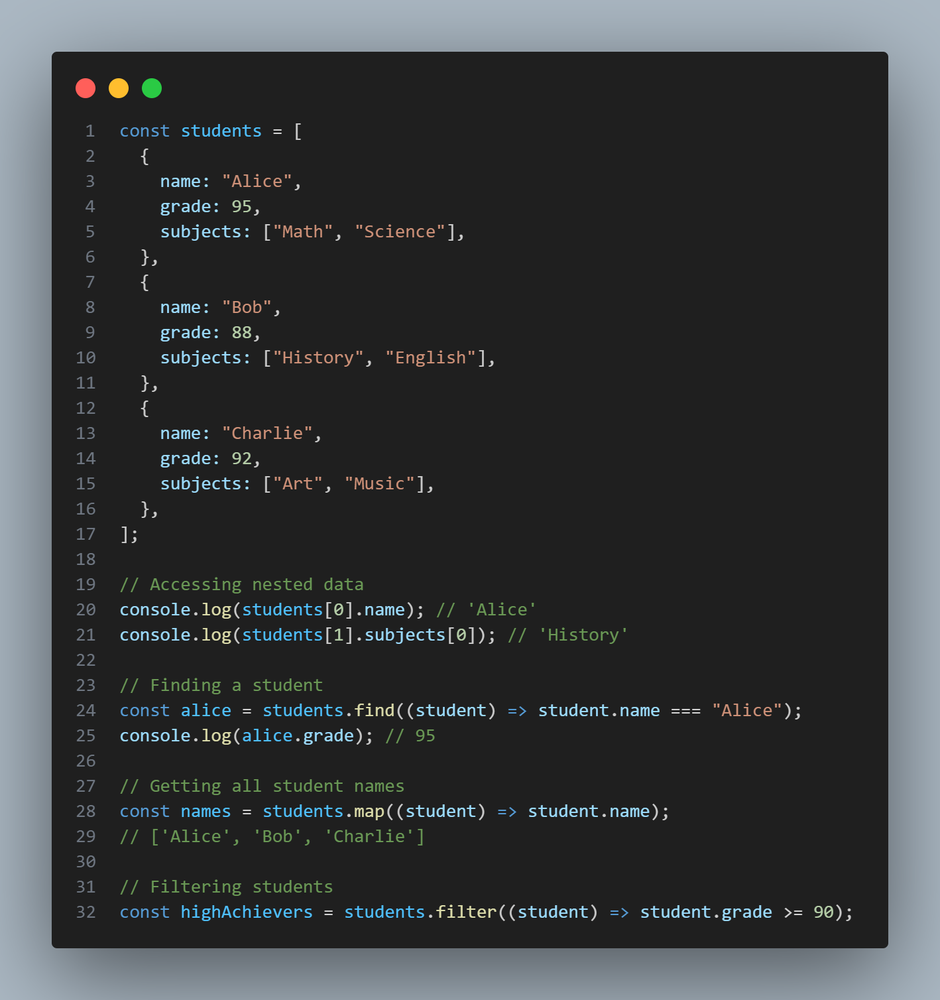 1 const students = [
2   {
3     name: "Alice",
4     grade: 95,
5     subjects: ["Math", "Science"],
6   },
7   {
8     name: "Bob",
9     grade: 88,
10     subjects: ["History", "English"],
11   },
12   {
13     name: "Charlie",
14     grade: 92,
15     subjects: ["Art", "Music"],
16   },
17 ];
18
19 // Accessing nested data
20 console.log(students[0].name); // 'Alice'
21 console.log(students[1].subjects[0]); // 'History'
22
23 // Finding a student
24 const alice = students.find((student) => student.name === "Alice");
25 console.log(alice.grade); // 95
26
27 // Getting all student names
28 const names = students.map((student) => student.name);
29 // ['Alice', 'Bob', 'Charlie']
30
31 // Filtering students
32 const highAchievers = students.filter((student) => student.grade >= 90);